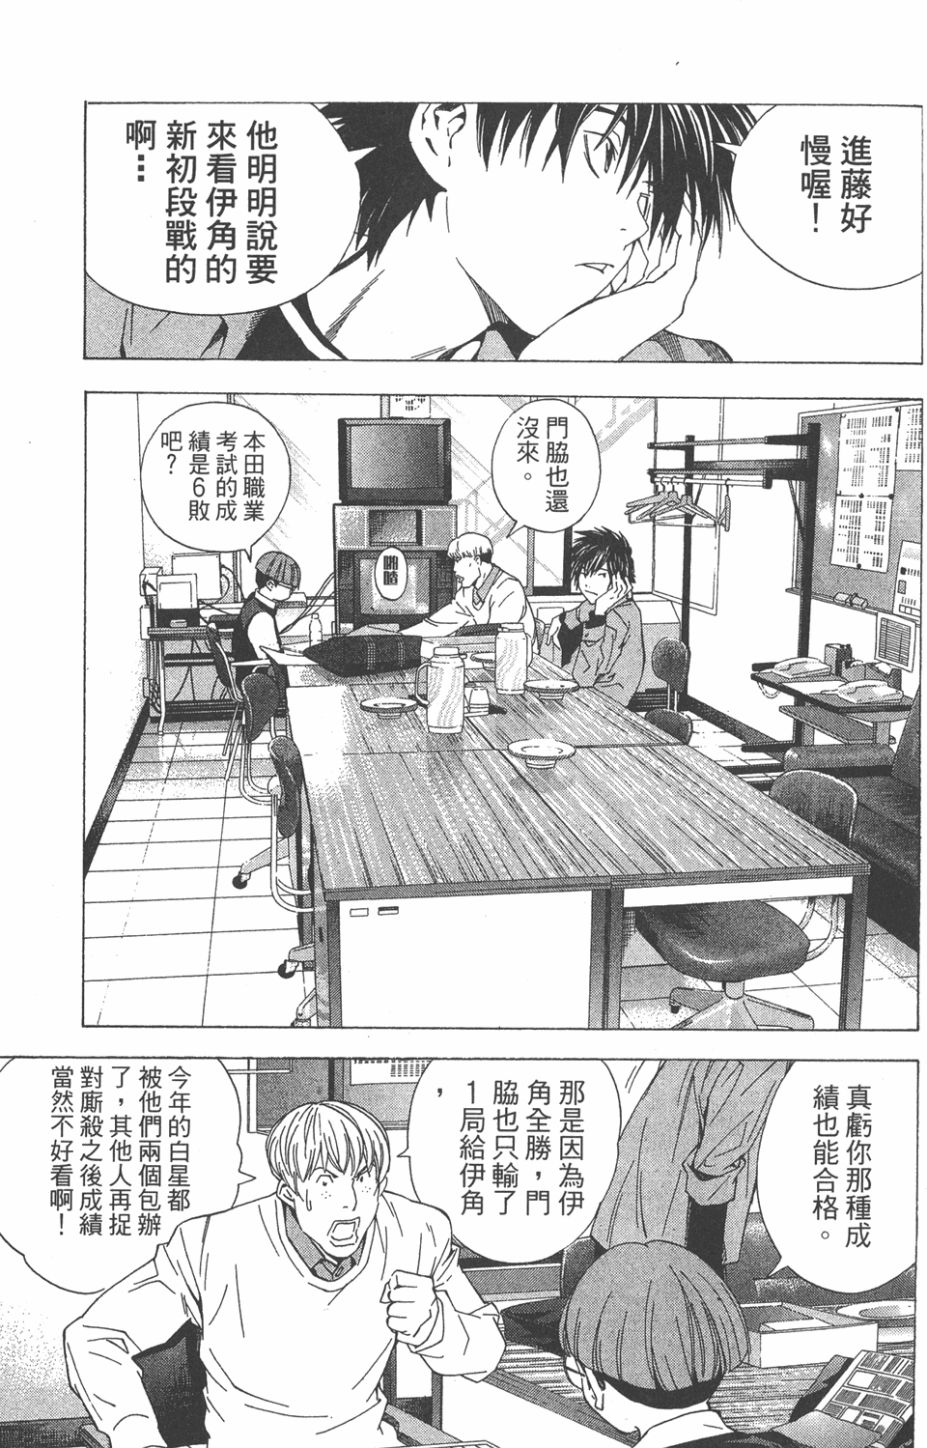 進藤好
慢喔！
他明明說要
來看伊角的
新初段戰的
啊…
門脇也還
沒來。
本田職業
考試的成
績是6敗
吧？
啪
喳
真虧你那種成
績也能合格。
那是因為伊
角全勝，門
脇也只輸了
1局給伊角
，
今年的白星都
被他們兩個包辦
了，其他人再捉
對廝殺之後成績
當然不好看啊！